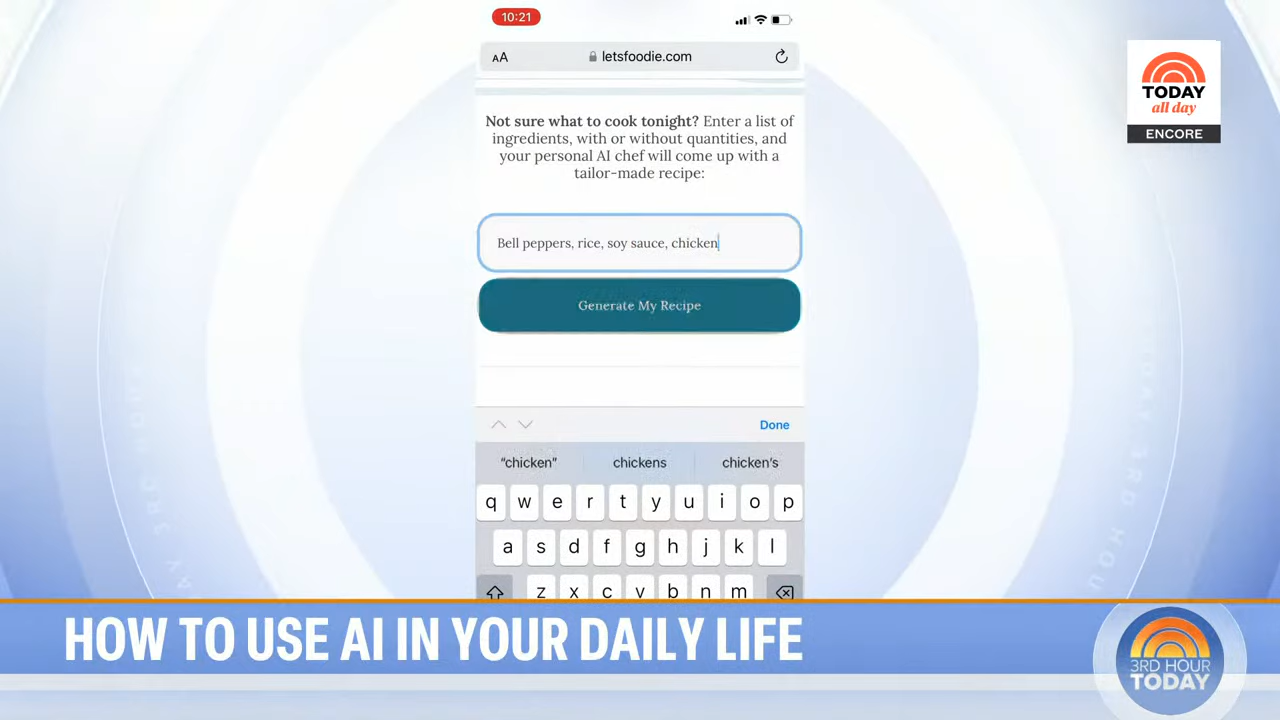 10:21
AA
letsfoodie.com
TODAY
all day
ENCORE
Not sure what to cook tonight? Enter a list of
ingredients, with or without quantities, and
your personal AI chef will come up with a
tailor-made recipe:
Bell peppers, rice, soy sauce, chicken
Generate My Recipe
Done
“chicken” chickens chicken's
q w e r t y u i o p
a s d f g h j k l
z x c v b n m
HOW TO USE AI IN YOUR DAILY LIFE
3RD HOUR
TODAY